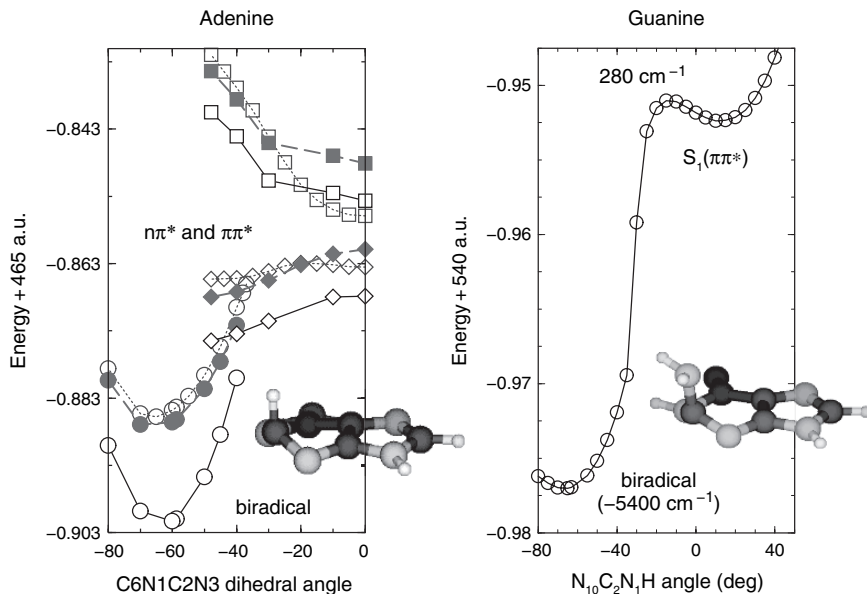 Adenine
Energy + 465 a.u.
−0.843
−0.863
−0.883
−0.903
nπ* and ππ*
biradical
−80
−60
−40
−20
0
C6N1C2N3 dihedral angle
Guanine
Energy + 540 a.u.
−0.95
−0.96
−0.97
−0.98
280 cm⁻¹
S₁(ππ*)
biradical
(−5400 cm⁻¹)
−80
−40
0
40
N₁₀C₂N₁H angle (deg)